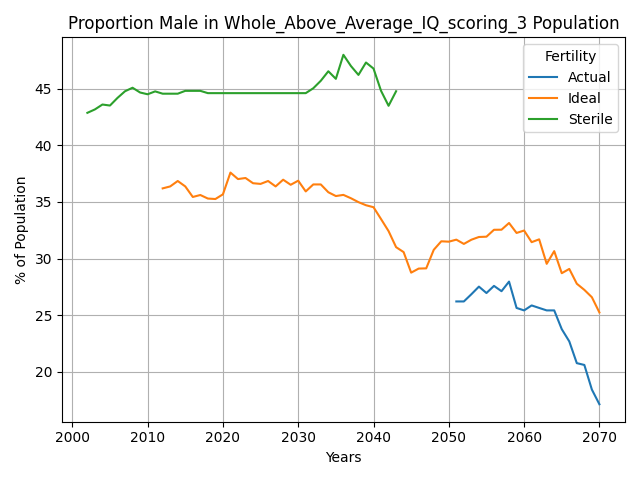 Proportion Male in Whole_Above_Average_IQ_scoring_3 Population
Fertility
Actual
Ideal
Sterile
% of Population
45
40
35
30
25
20
2000 2010 2020 2030 2040 2050 2060 2070
Years